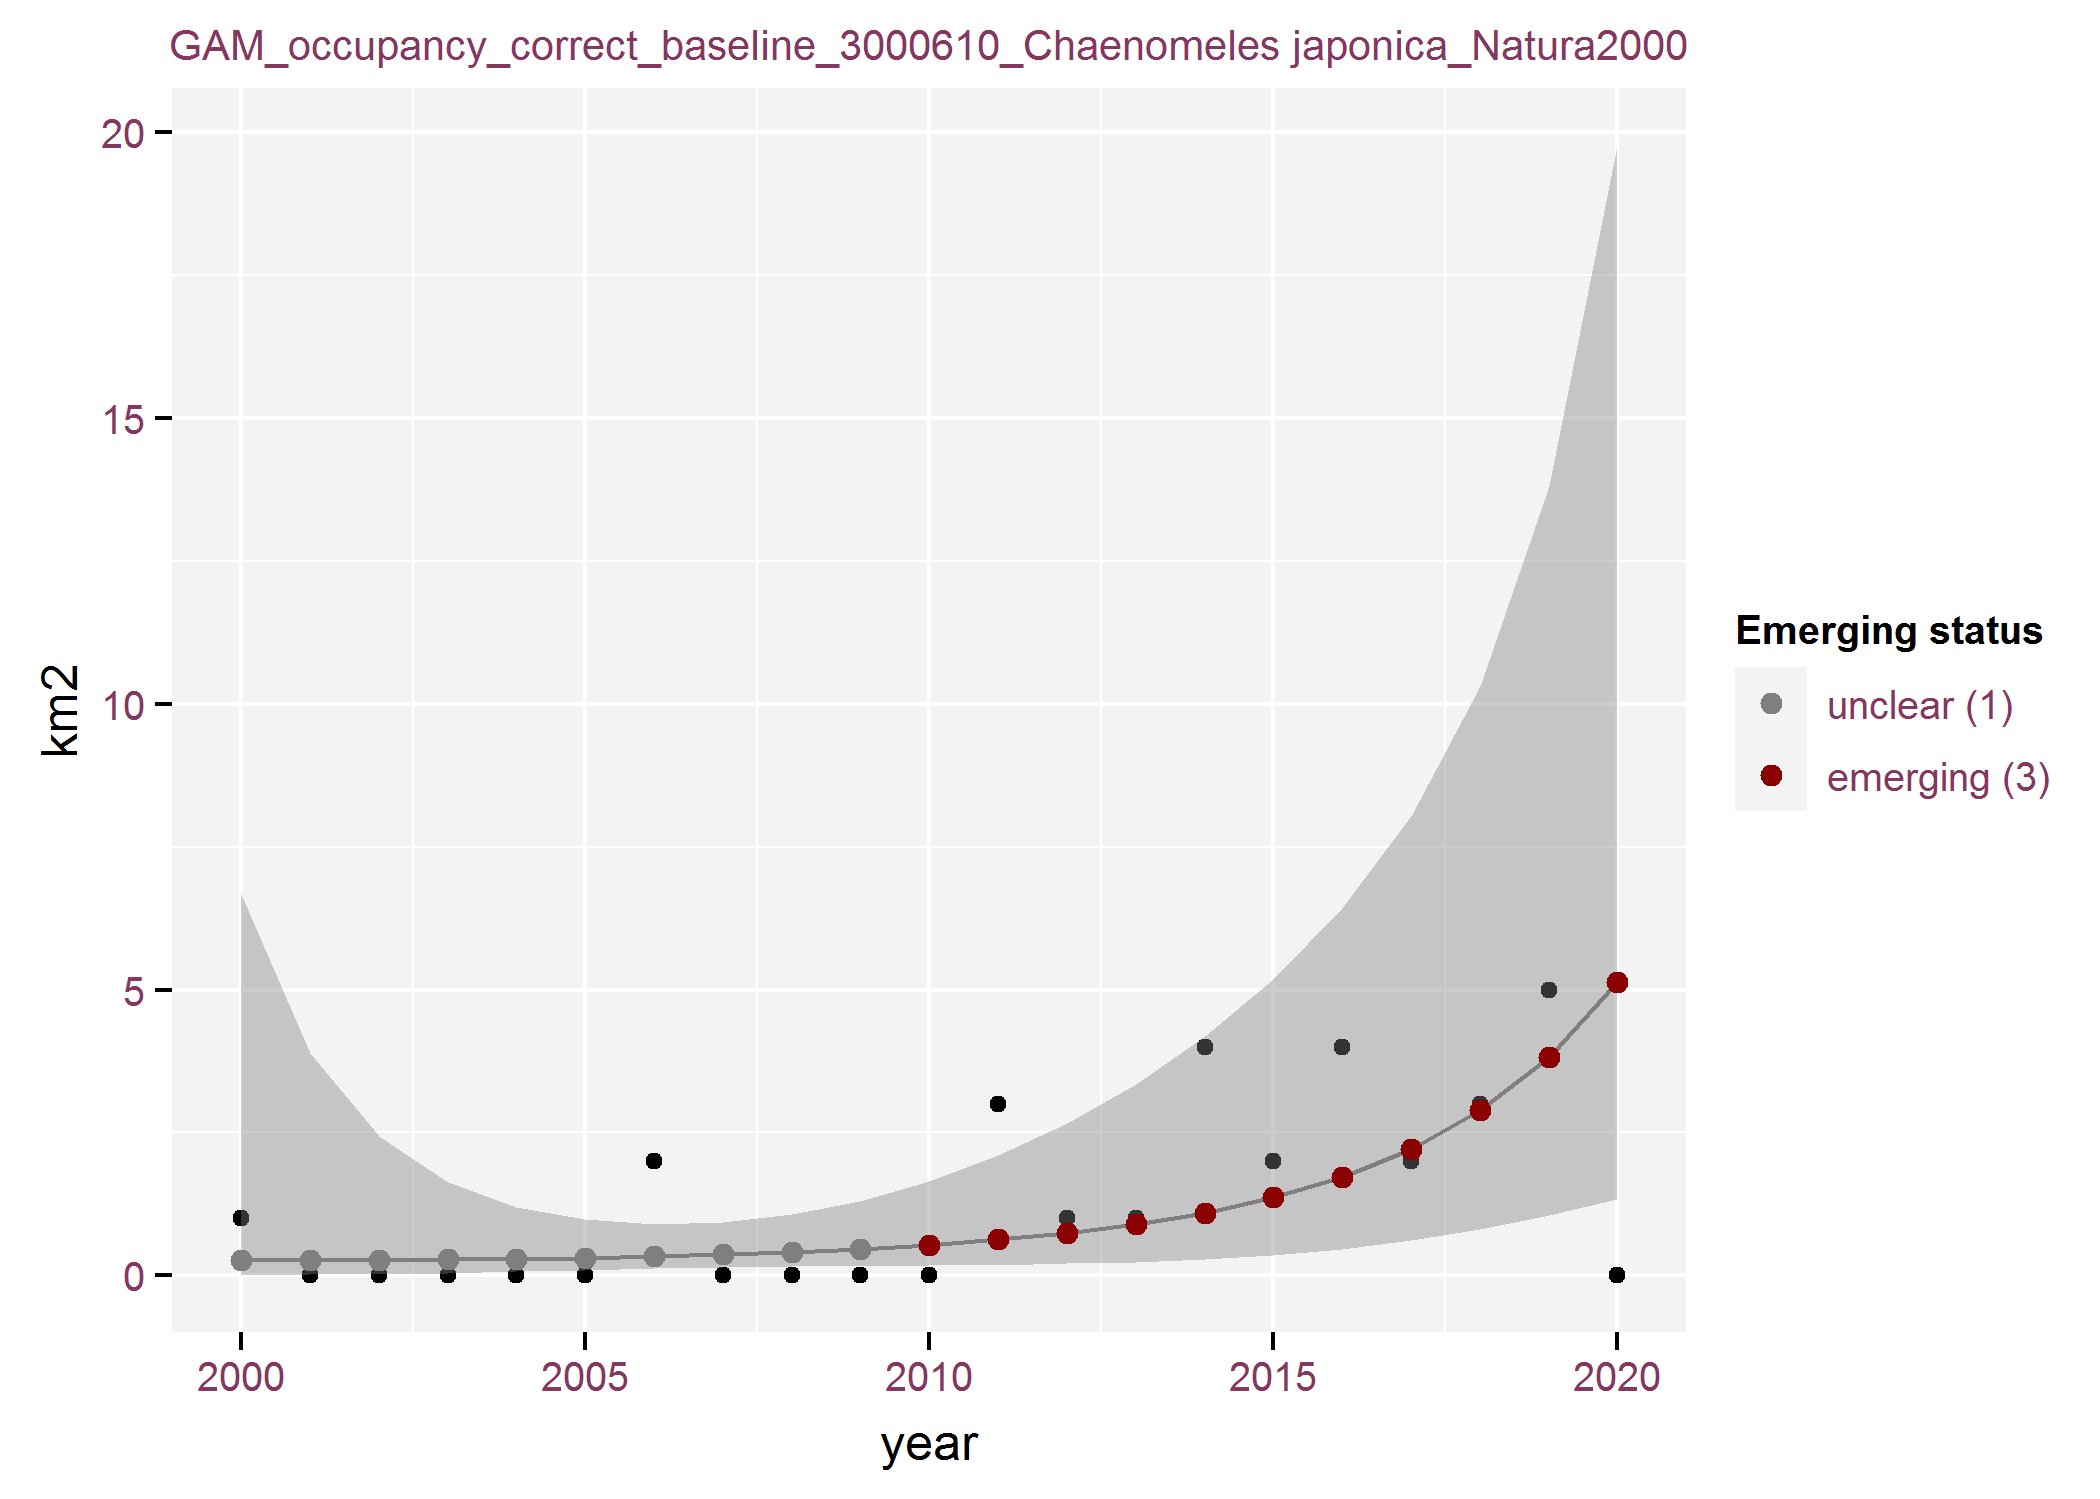 GAM_occupancy_correct_baseline_3000610_Chaenomeles japonica_Natura2000
20
15
10
5
0
km2
2000
2005
2010
2015
2020
year
Emerging status
unclear (1)
emerging (3)